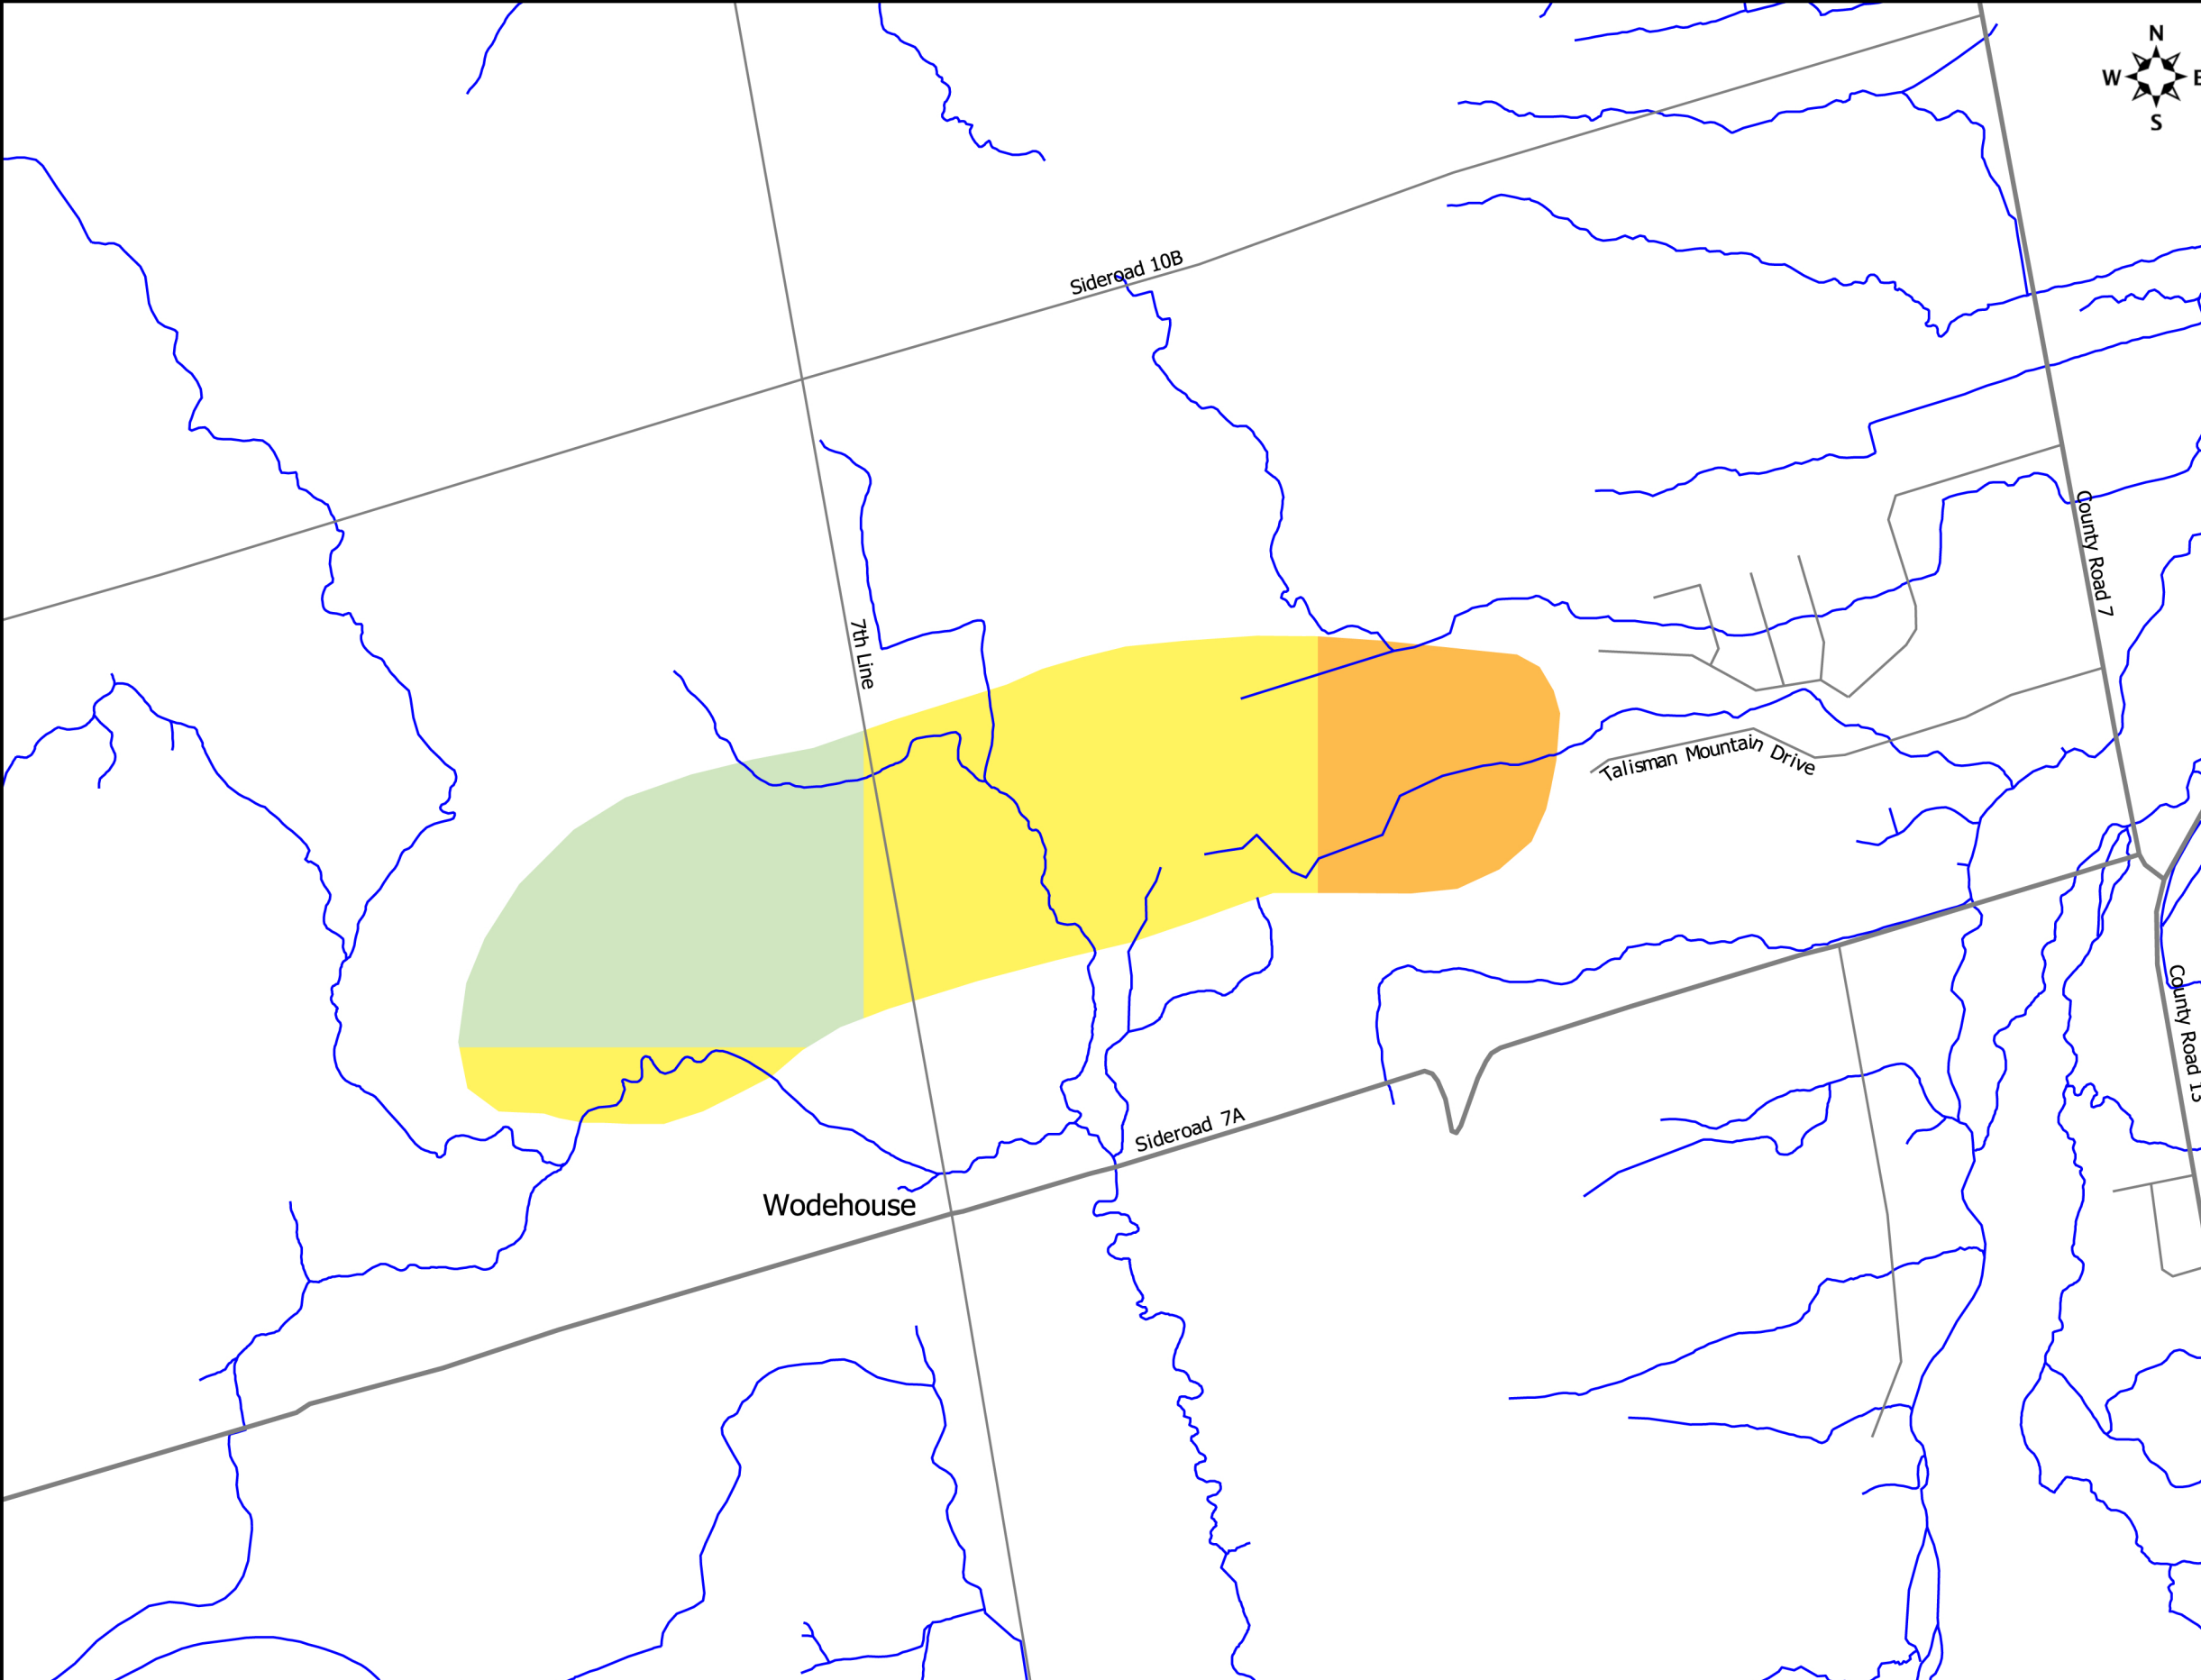 N
W E
S
Sideroad 10B
County Road 7
7th Line
Talisman Mountain Drive
County Road 13
Sideroad 7A
Wodehouse